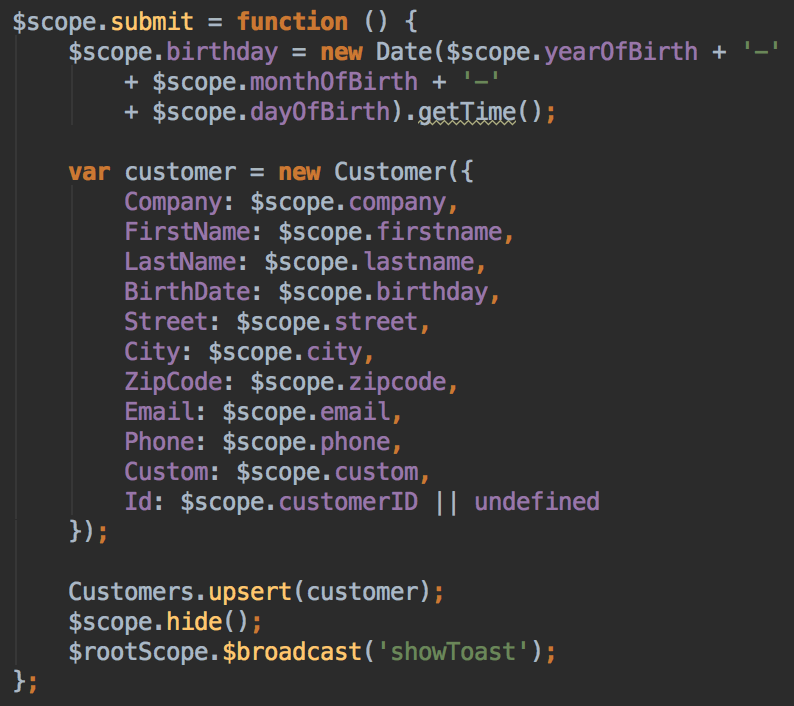 $scope.submit = function () {
    $scope.birthday = new Date($scope.yearOfBirth + '-'
        + $scope.monthOfBirth + '-'
        + $scope.dayOfBirth).getTime();

    var customer = new Customer({
        Company: $scope.company,
        FirstName: $scope.firstname,
        LastName: $scope.lastname,
        BirthDate: $scope.birthday,
        Street: $scope.street,
        City: $scope.city,
        ZipCode: $scope.zipcode,
        Email: $scope.email,
        Phone: $scope.phone,
        Custom: $scope.custom,
        Id: $scope.customerID || undefined
    });

    Customers.upsert(customer);
    $scope.hide();
    $rootScope.$broadcast('showToast');
};